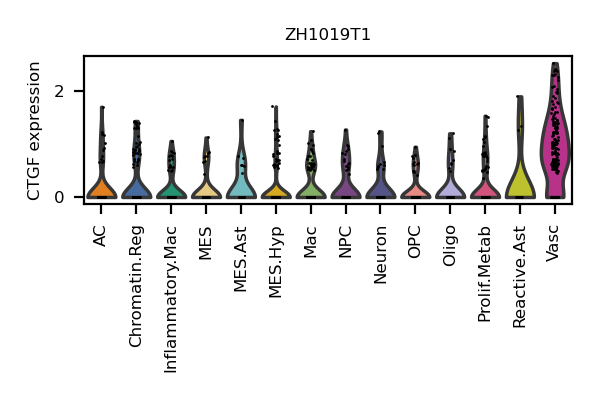 ZH1019T1
CTGF expression
2
0
AC
Chromatin.Reg
Inflammatory.Mac
MES
MES.Ast
MES.Hyp
Mac
NPC
Neuron
OPC
Oligo
Prolif.Metab
Reactive.Ast
Vasc